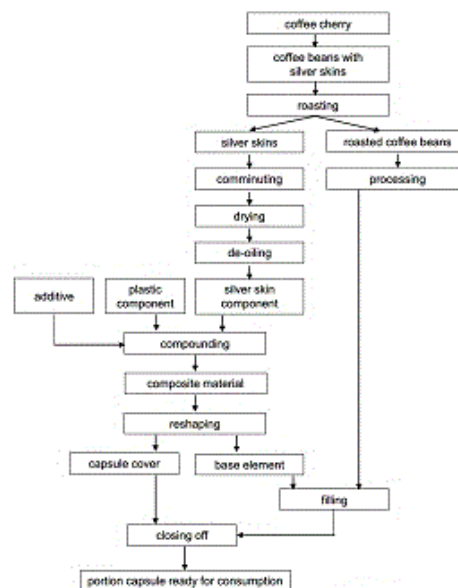 coffee cherry
coffee beans with
silver skins
roasting
silver skins
roasted coffee beans
comminuting
processing
drying
de-oiling
additive
plastic
component
silver skin
component
compounding
composite material
reshaping
capsule cover
base element
filling
closing off
portion capsule ready for consumption